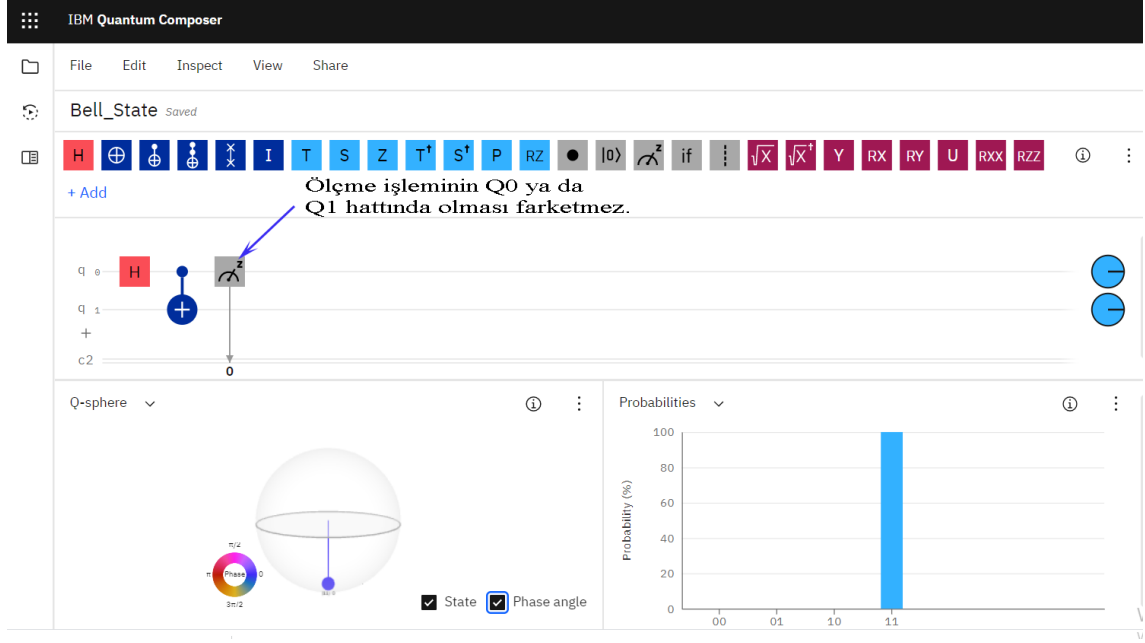 IBM Quantum Composer
File Edit Inspect View Share
Bell_State Saved
H I T S Z T† S† P RZ |0⟩ z if √X √X† Y RX RY U RXX RZZ
+ Add
Ölçme işleminin Q0 ya da
Q1 hattında olması farketmez.
q 0 H z
q 1
+
c2
0
Q-sphere
π/2
π Phase 0
3π/2
State Phase angle
Probabilities
Probability (%)
100
80
60
40
20
0
00 01 10 11